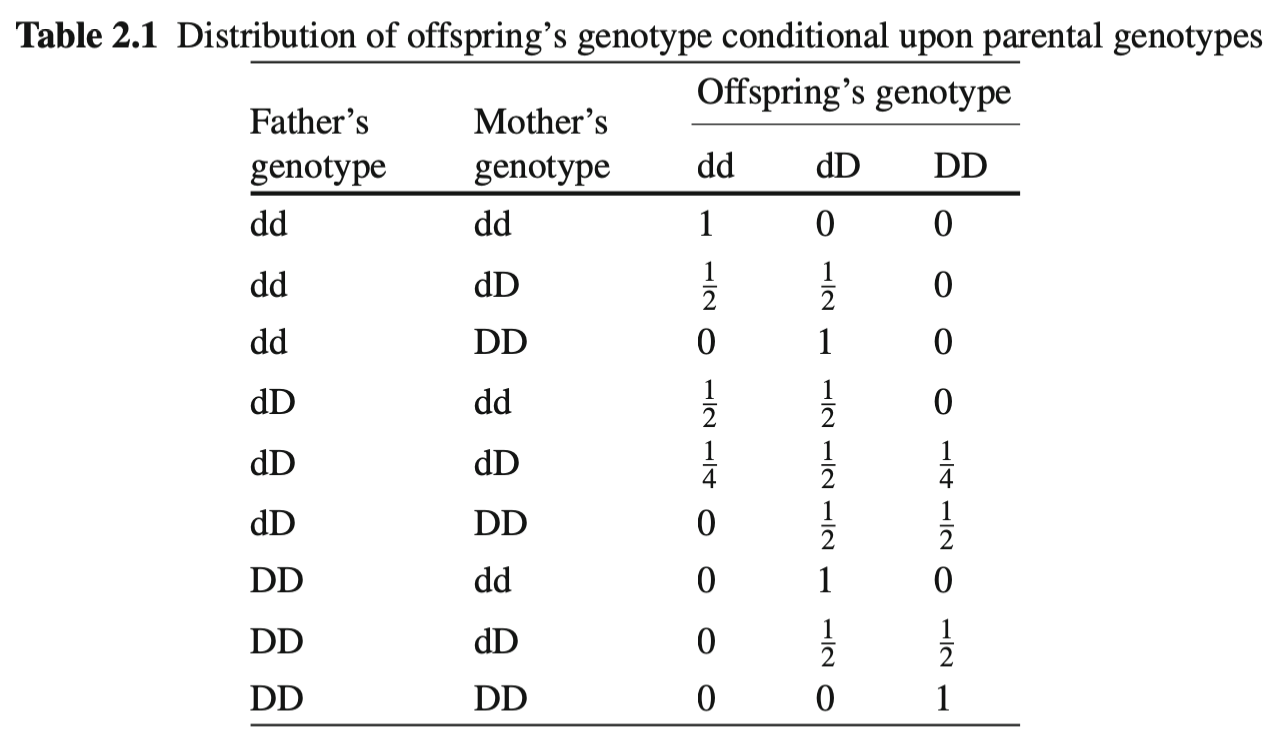 Table 2.1 Distribution of offspring’s genotype conditional upon parental genotypes
Offspring’s genotype
Father’s genotype Mother’s genotype dd dD DD
dd dd 1 0 0
dd dD 1/2 1/2 0
dd DD 0 1 0
dD dd 1/2 1/2 0
dD dD 1/4 1/2 1/4
dD DD 0 1/2 1/2
DD dd 0 1 0
DD dD 0 1/2 1/2
DD DD 0 0 1